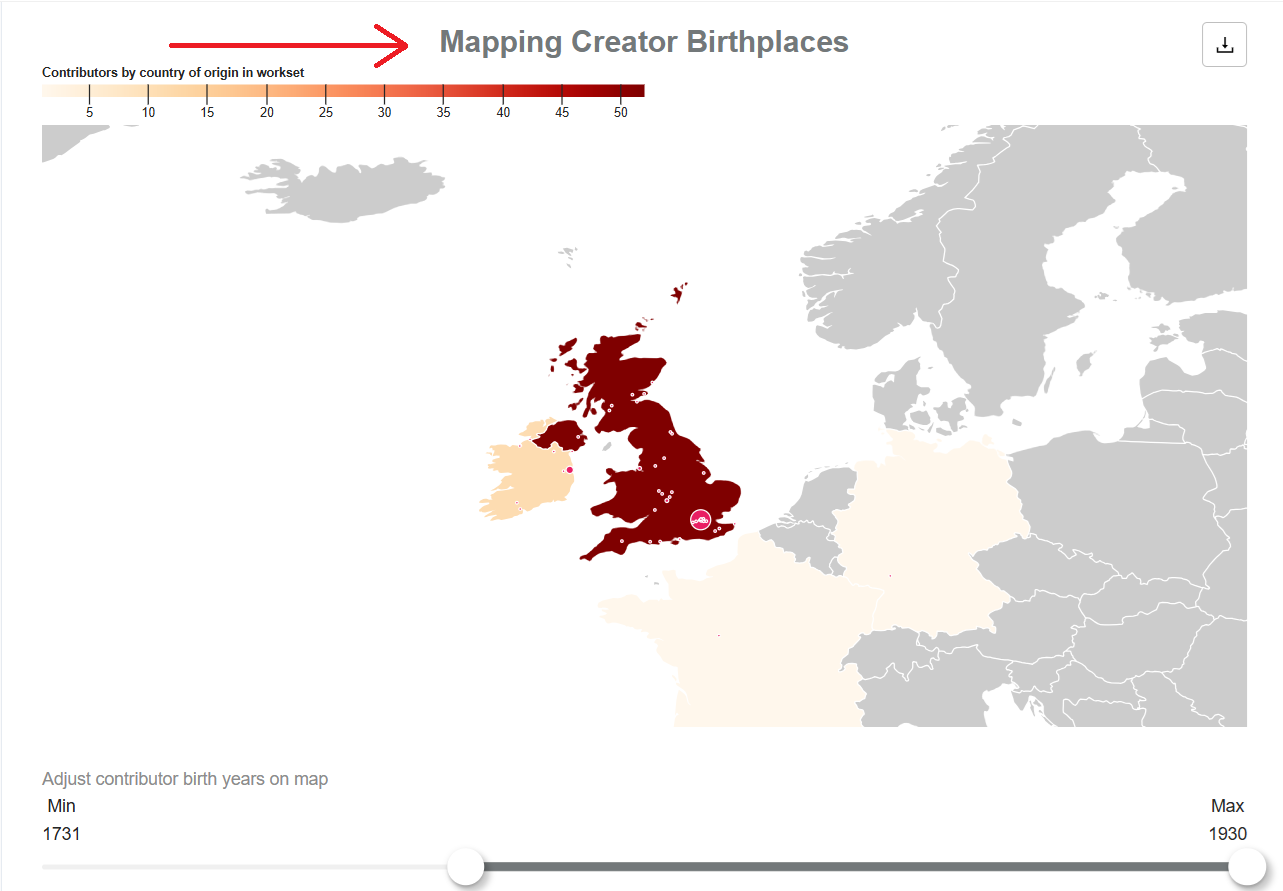 Mapping Creator Birthplaces
Contributors by country of origin in workset
5 10 15 20 25 30 35 40 45 50
Adjust contributor birth years on map
Min Max
1731 1930